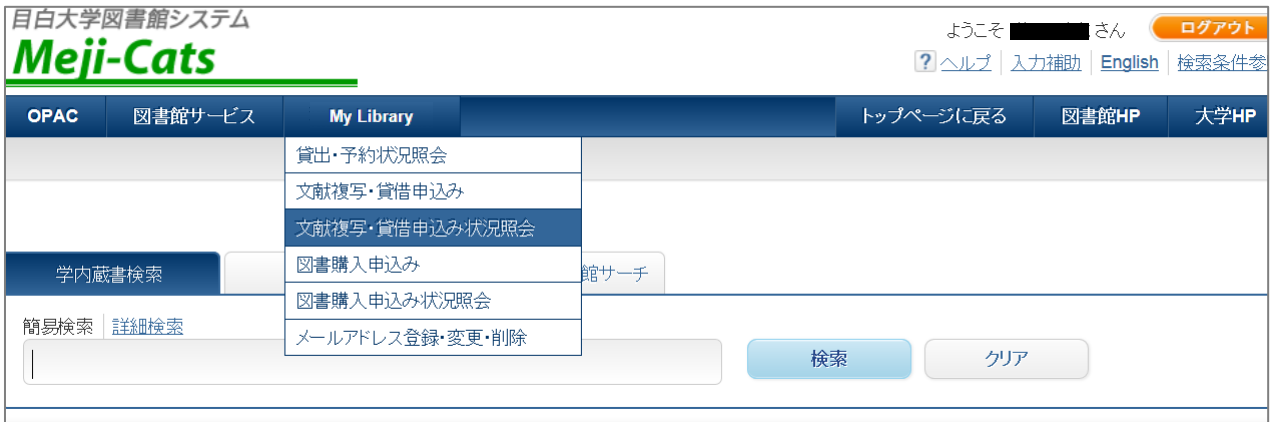 目白大学図書館システム
Meji-Cats
ようこそ さん ログアウト
? ヘルプ 入力補助 English 検索条件参
OPAC 図書館サービス My Library トップページに戻る 図書館HP 大学HP
貸出・予約状況照会
文献複写・貸借申込み
文献複写・貸借申込み状況照会
図書購入申込み
図書購入申込み状況照会
メールアドレス登録・変更・削除
学内蔵書検索 館サーチ
簡易検索 詳細検索
検索 クリア